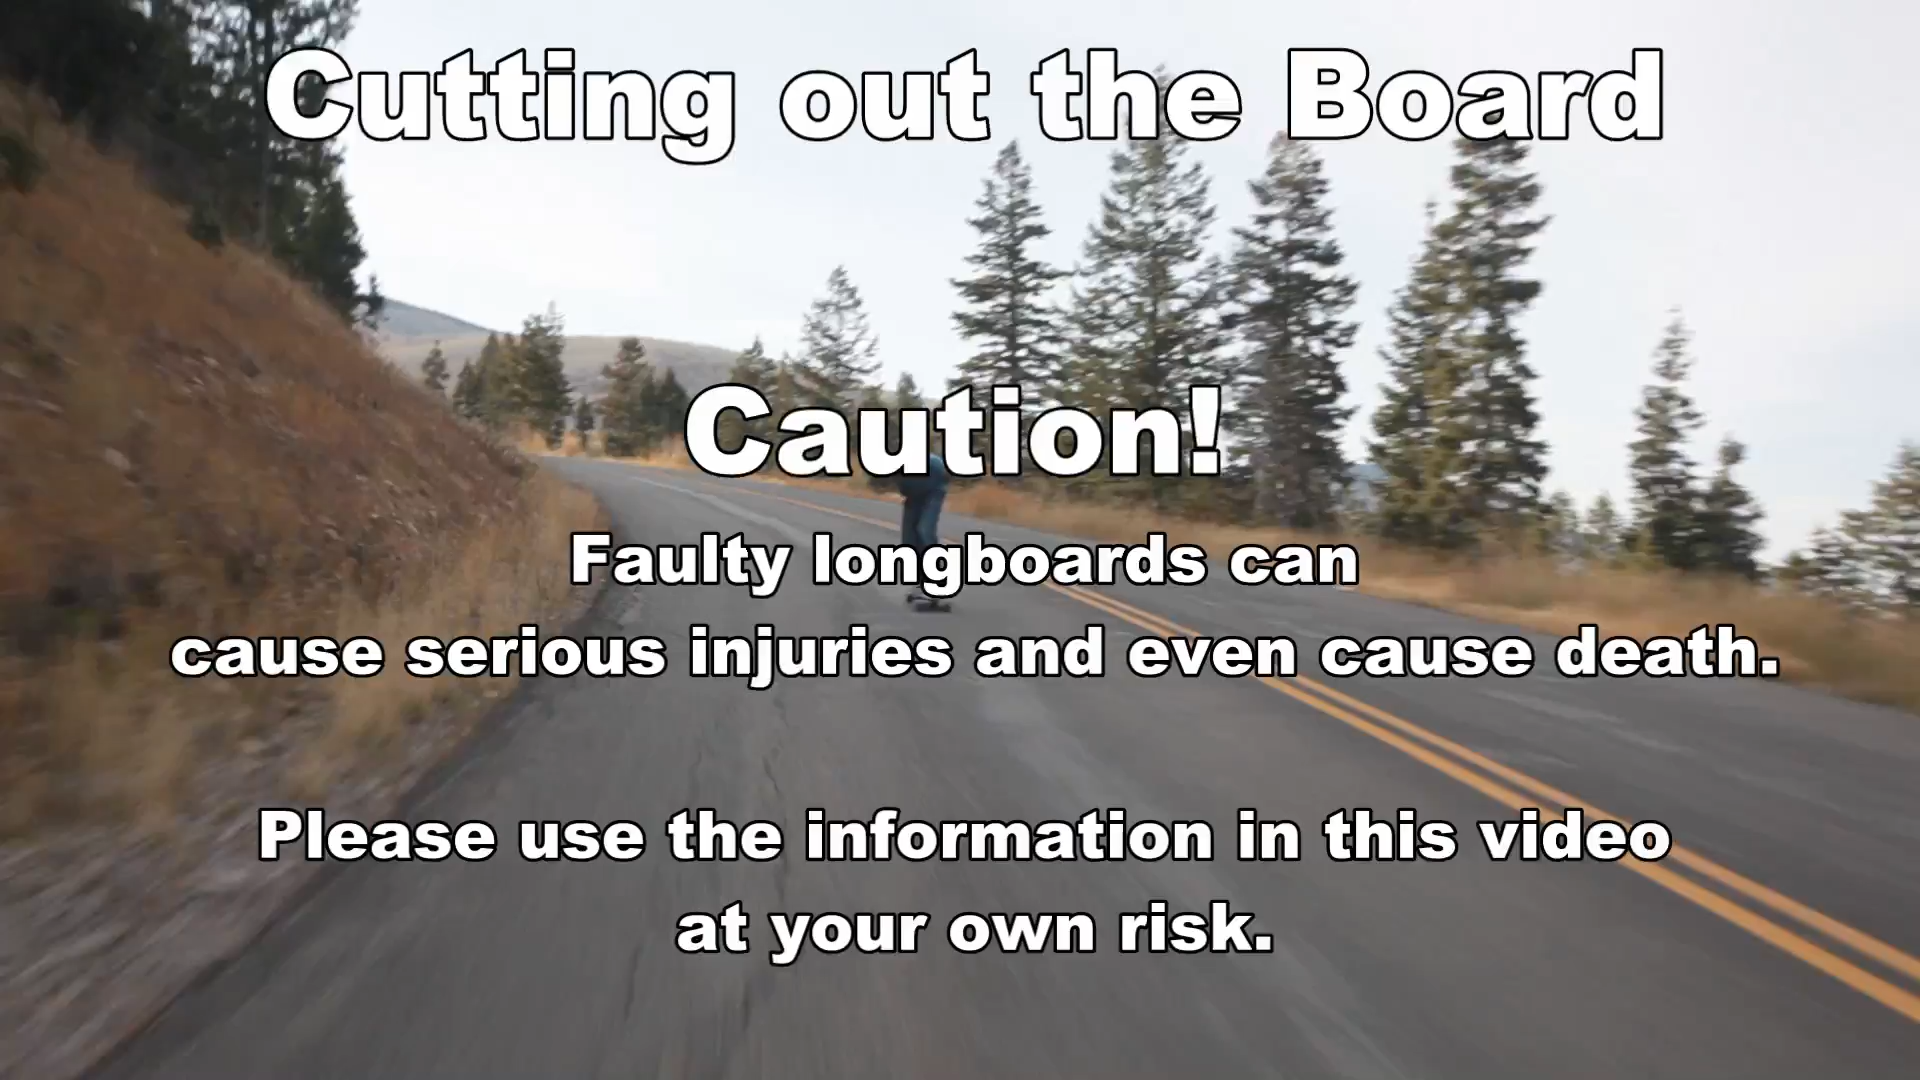 Cutting out the Board
Caution!
Faulty longboards can
cause serious injuries and even cause death.
Please use the information in this video
at your own risk.